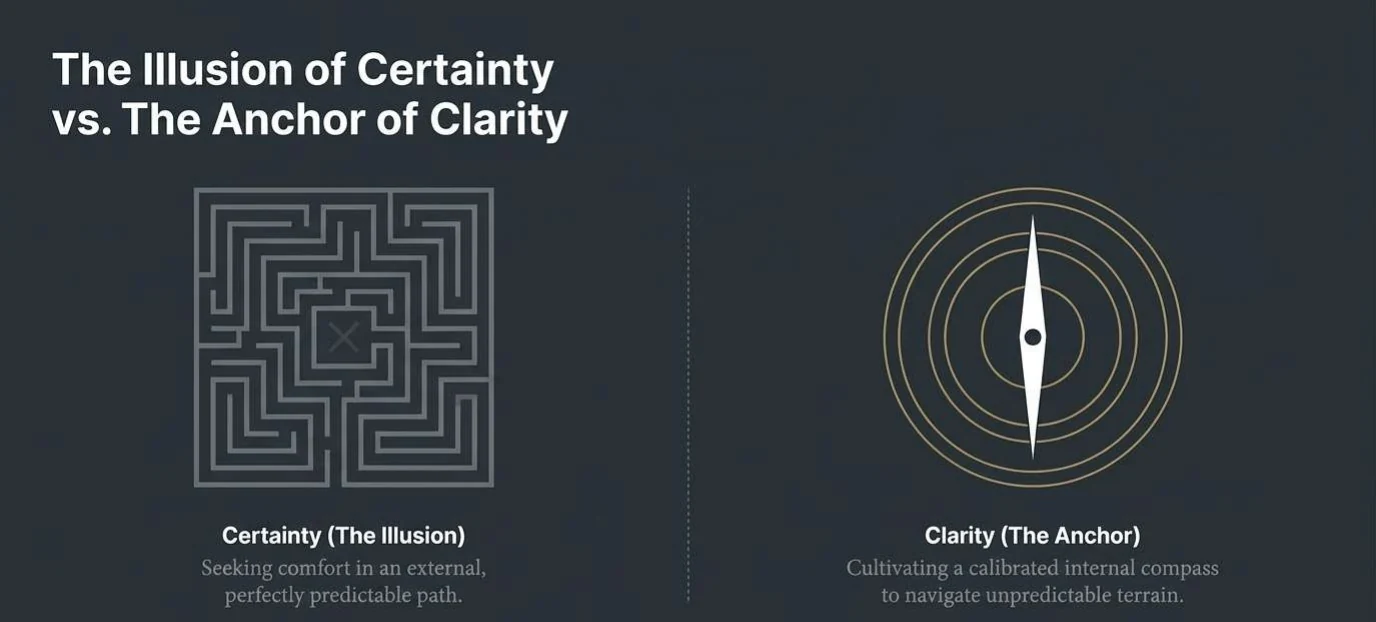 The Illusion of Certainty
vs. The Anchor of Clarity
Certainty (The Illusion)
Seeking comfort in an external,
perfectly predictable path.
Clarity (The Anchor)
Cultivating a calibrated internal compass
to navigate unpredictable terrain.